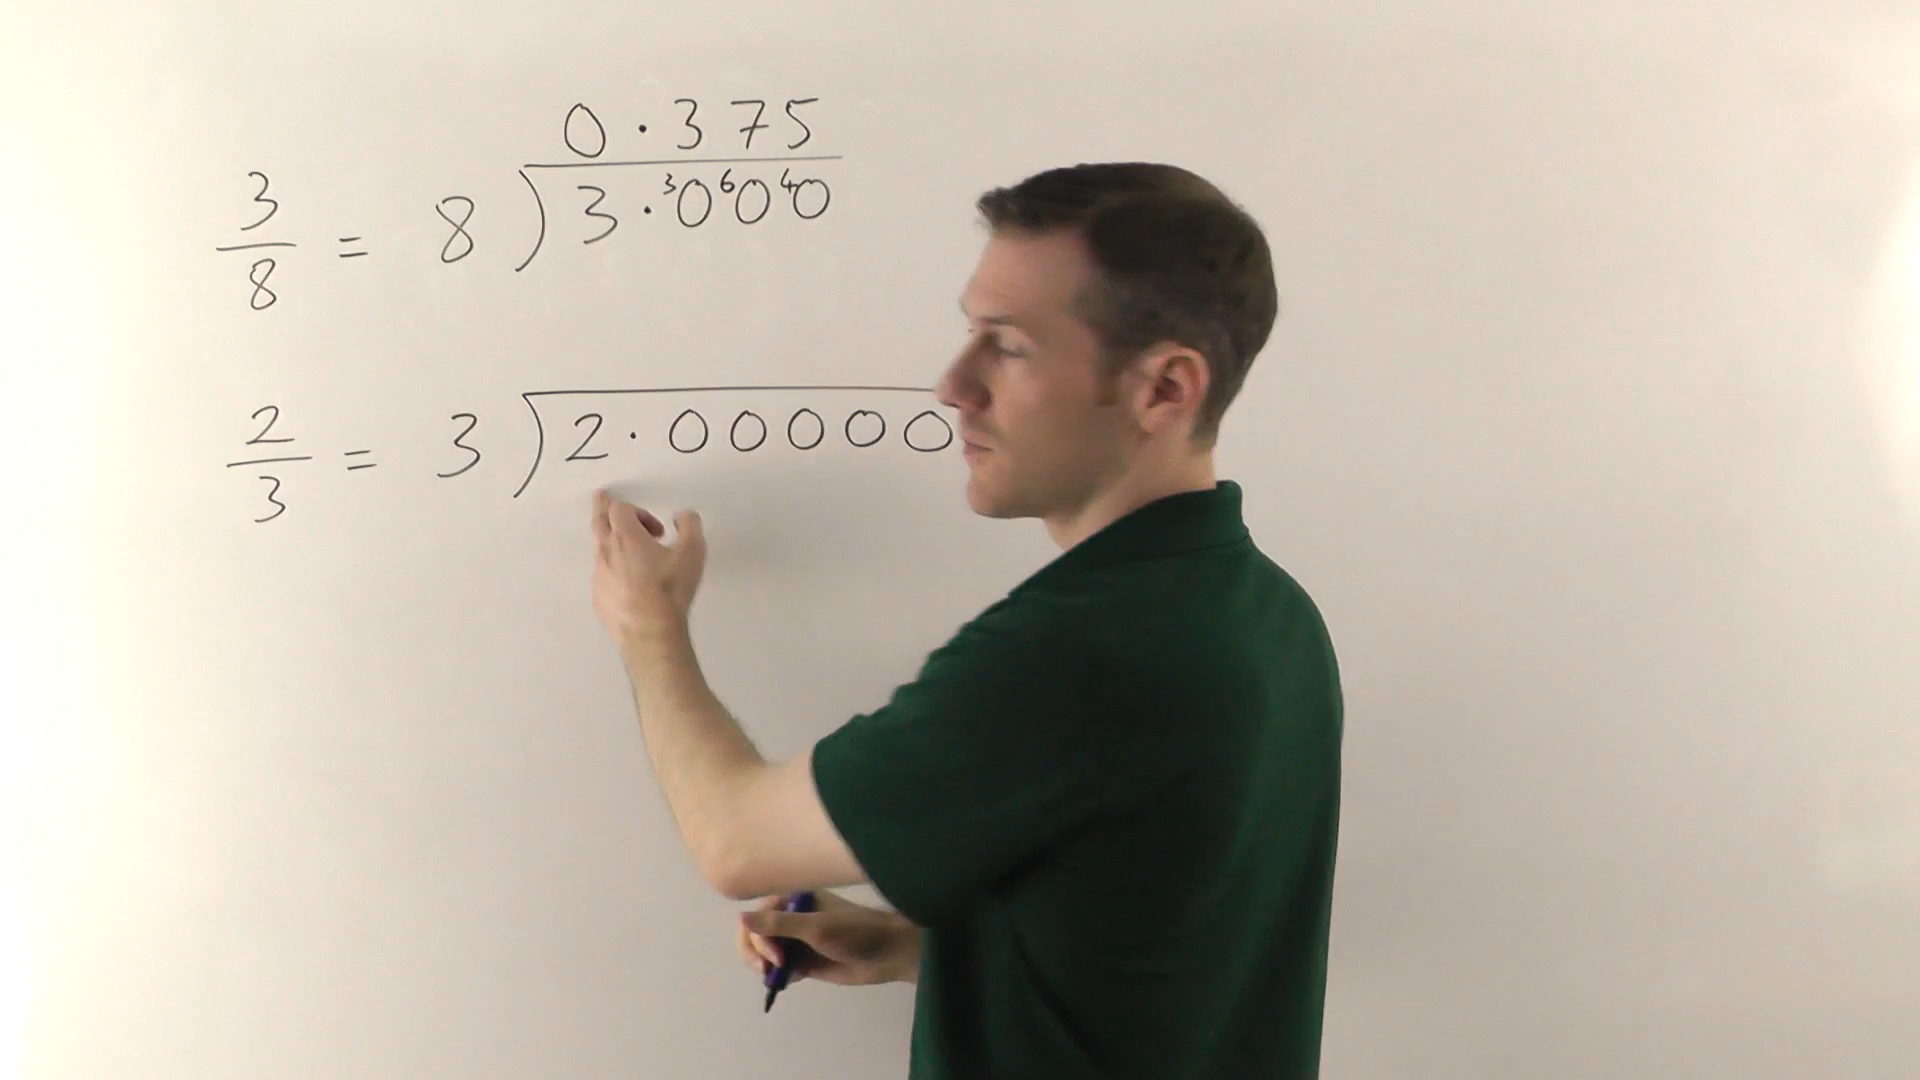 0.375
3/8 = 8)3.³0⁶0⁴0
2/3 = 3)2.00000